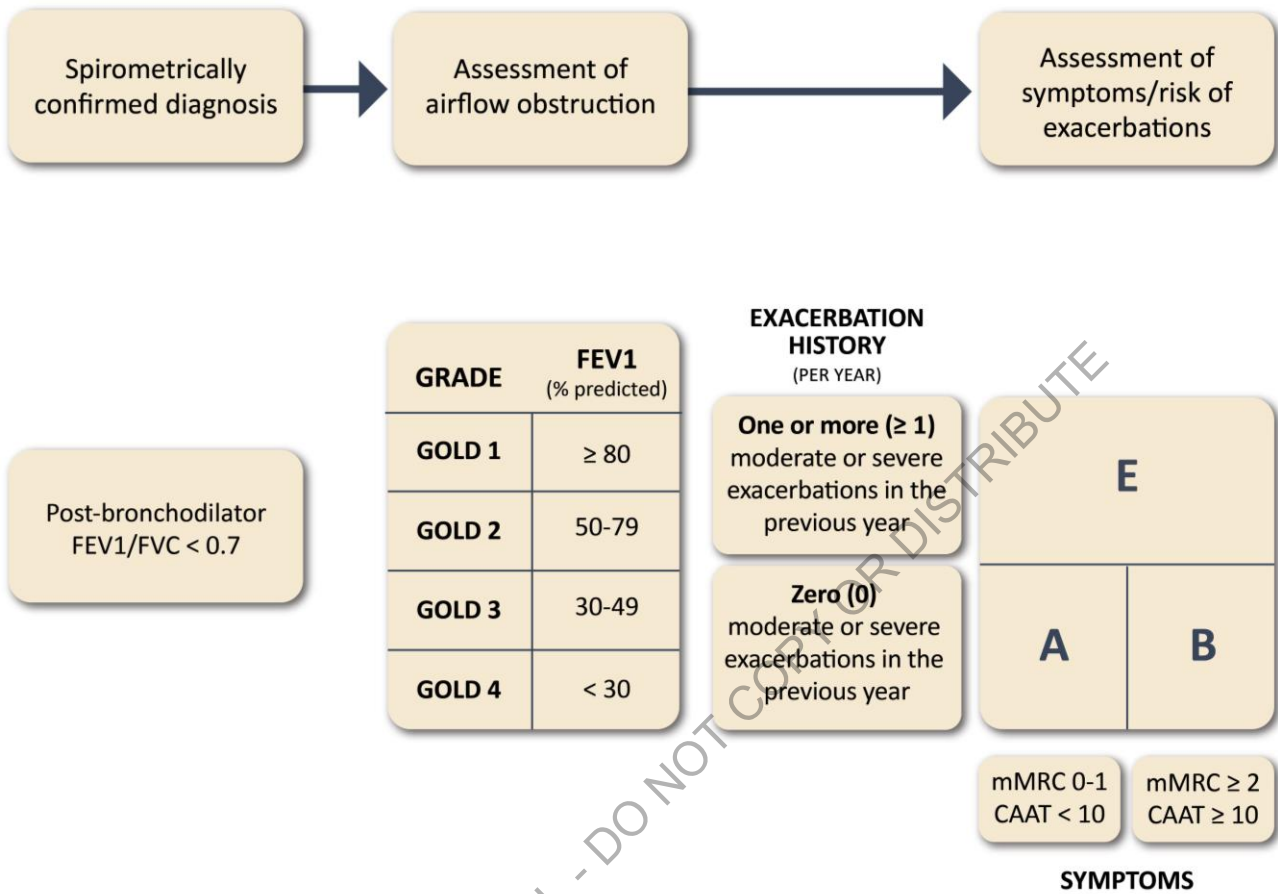 Spirometrically
confirmed diagnosis
Assessment of
airflow obstruction
Assessment of
symptoms/risk of
exacerbations
Post-bronchodilator
FEV1/FVC < 0.7
GRADE
FEV1
(% predicted)
GOLD 1
≥ 80
GOLD 2
50-79
GOLD 3
30-49
GOLD 4
< 30
EXACERBATION
HISTORY
(PER YEAR)
One or more (≥ 1)
moderate or severe
exacerbations in the
previous year
Zero (0)
moderate or severe
exacerbations in the
previous year
E
A
B
mMRC 0-1
CAAT < 10
mMRC ≥ 2
CAAT ≥ 10
SYMPTOMS
- DO NOT COPY OR DISTRIBUTE